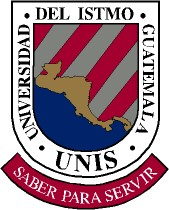 UNIVERSIDAD · DEL ISTMO · GUATEMALA
· UNIS ·
SABER PARA SERVIR